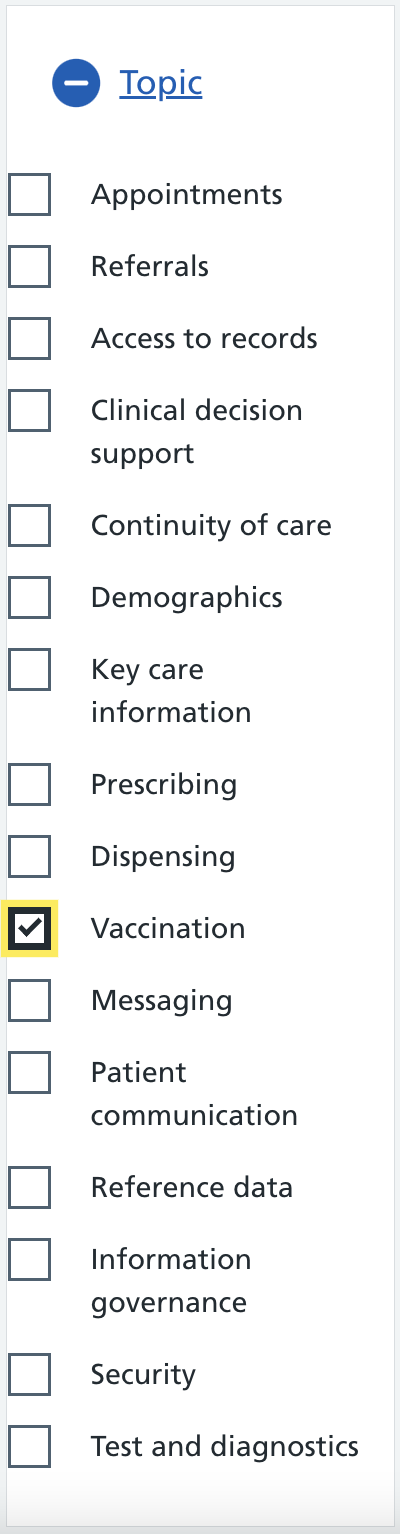 Topic
Appointments
Referrals
Access to records
Clinical decision
support
Continuity of care
Demographics
Key care
information
Prescribing
Dispensing
Vaccination
Messaging
Patient
communication
Reference data
Information
governance
Security
Test and diagnostics